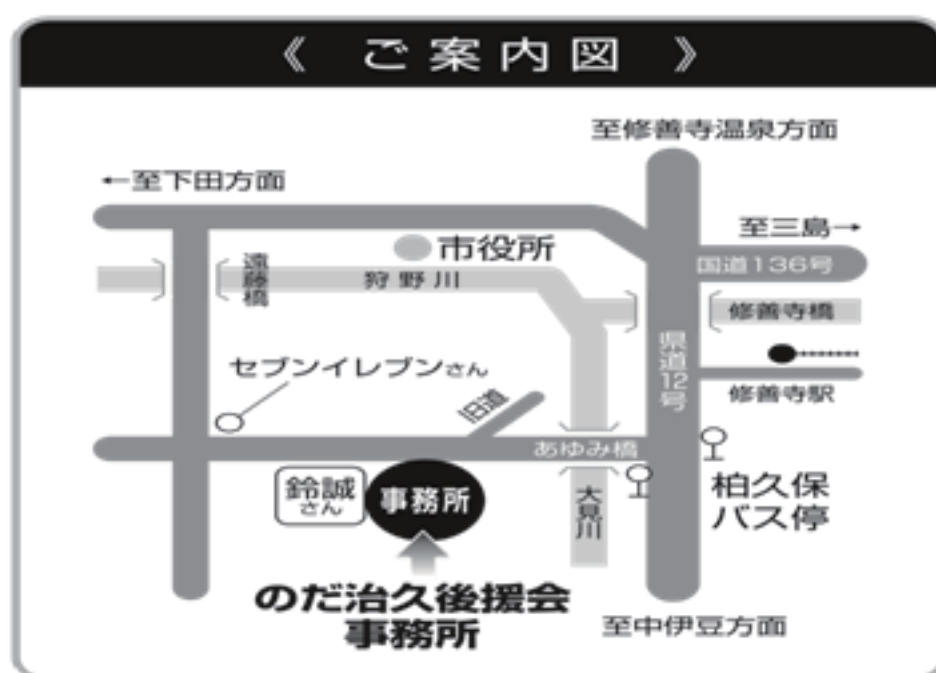 《 ご案内図 》
至修善寺温泉方面
←至下田方面
至三島→
市役所
国道136号
遠藤橋
狩野川
修善寺橋
県道12号
セブンイレブンさん
修善寺駅
旧道
あゆみ橋
柏久保
バス停
鈴誠
さん
事務所
大見川
のだ治久後援会
事務所
至中伊豆方面